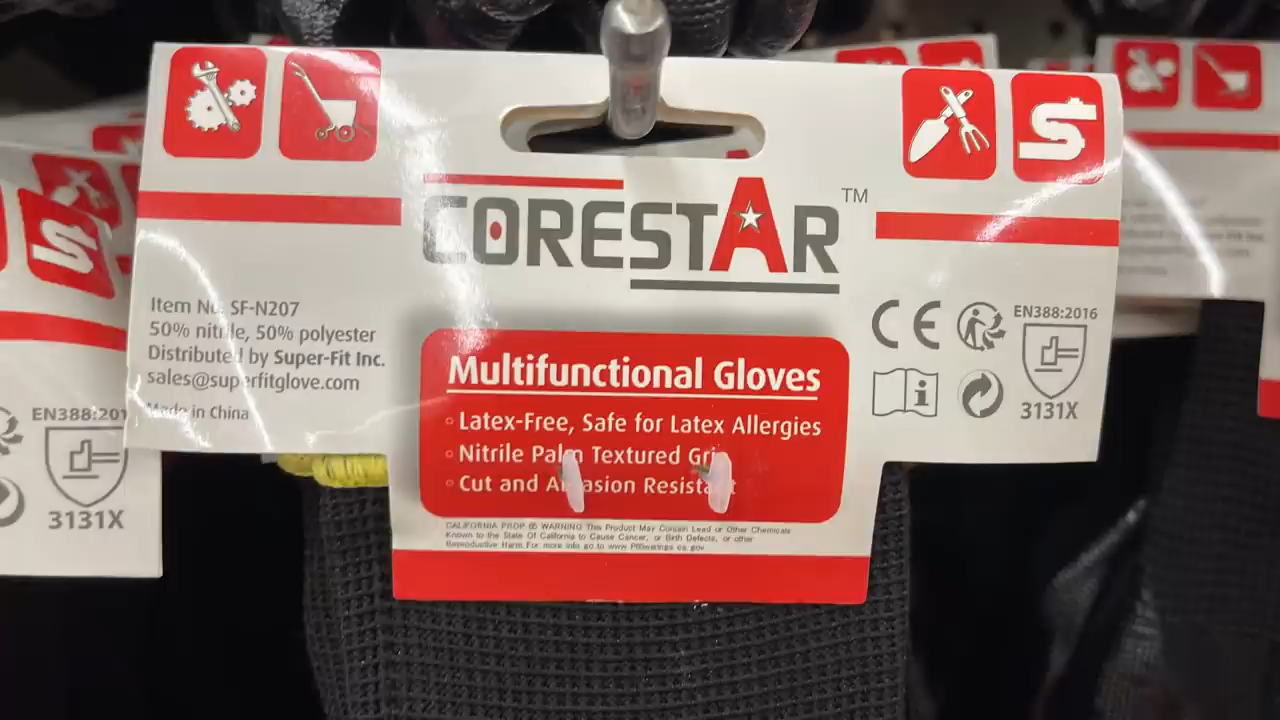 CORESTAR™
Item No. SF-N207
50% nitrile, 50% polyester
Distributed by Super-Fit Inc.
sales@superfitglove.com
Made in China
Multifunctional Gloves
◦ Latex-Free, Safe for Latex Allergies
◦ Nitrile Palm Textured Grip
◦ Cut and Abrasion Resistant
CALIFORNIA PROP 65 WARNING This Product May Contain Lead or Other Chemicals
Known to the State Of California to Cause Cancer, or Birth Defects, or other
Reproductive Harm For more info go to www.P65warnings.ca.gov
CE
EN388:2016
3131X
EN388:201
3131X